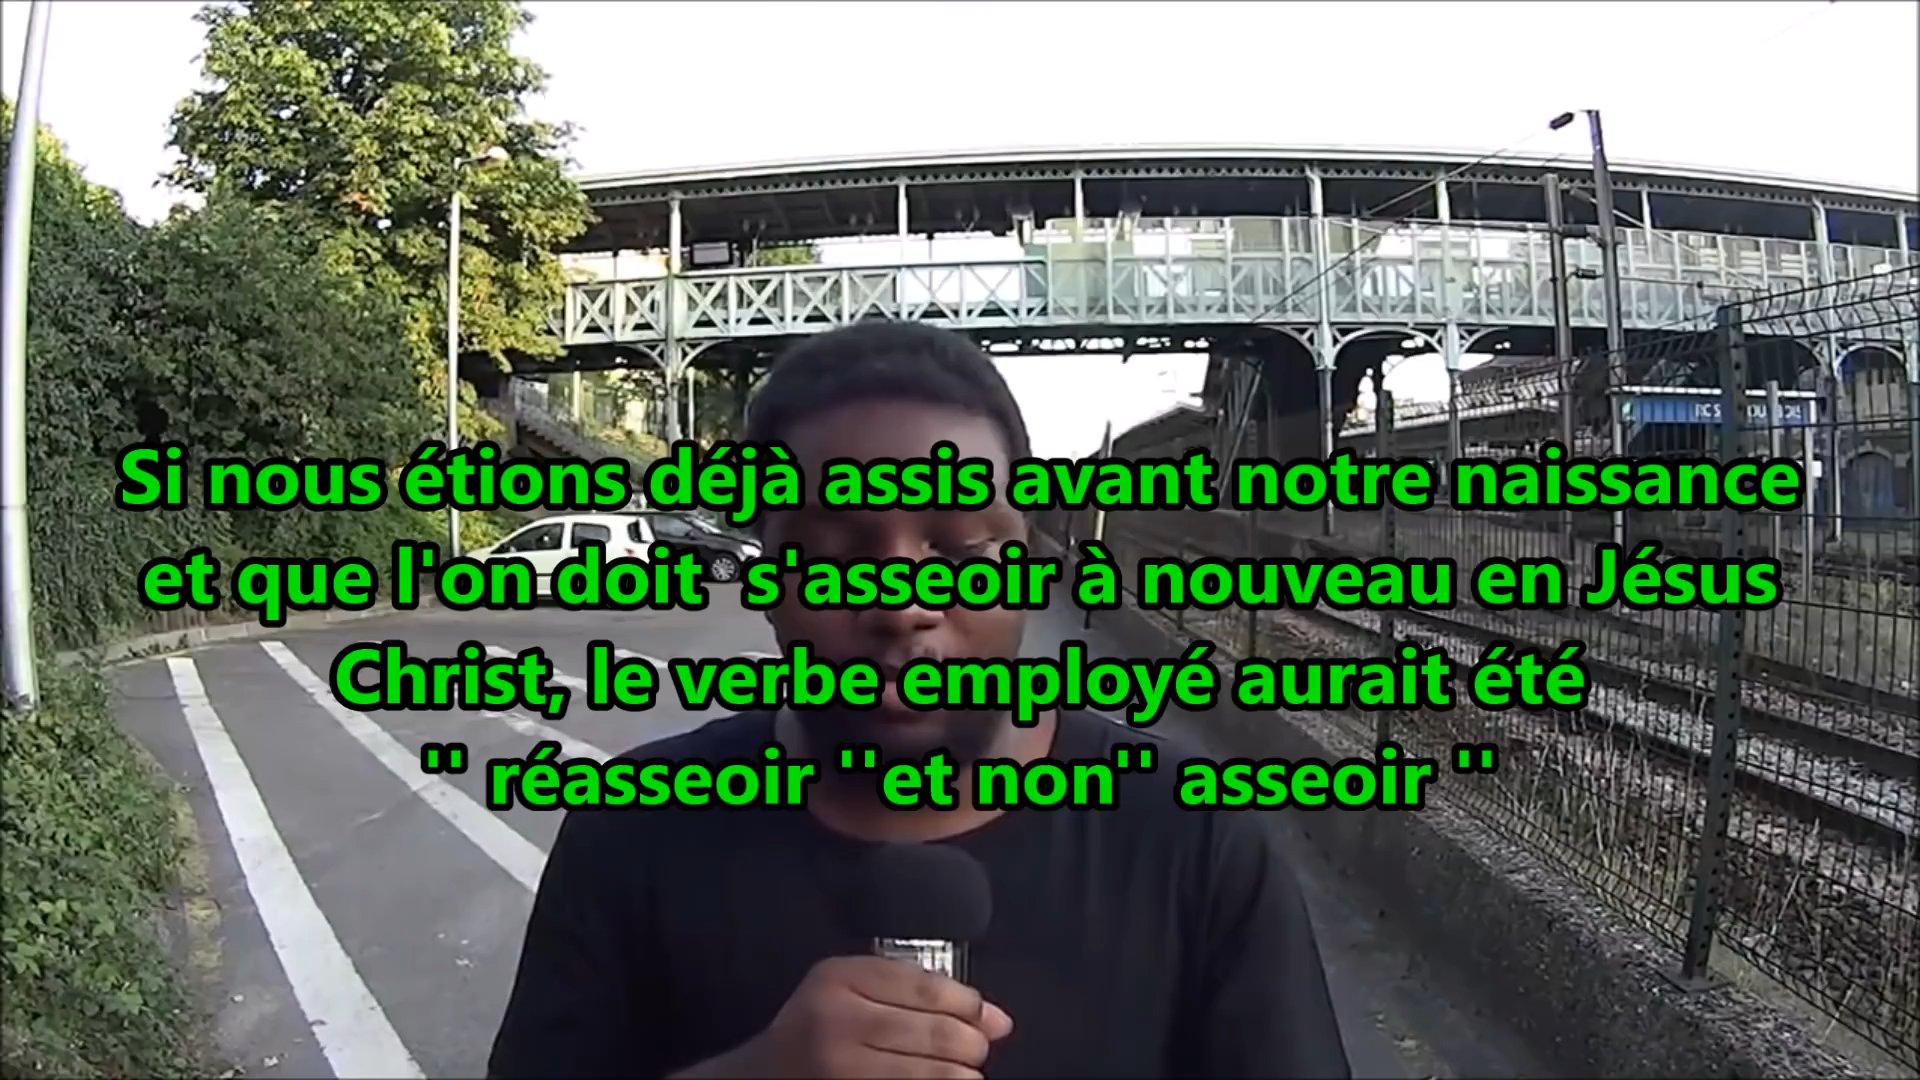 Si nous étions déjà assis avant notre naissance
et que l'on doit  s'asseoir à nouveau en Jésus
Christ, le verbe employé aurait été
'' réasseoir ''et non'' asseoir ''